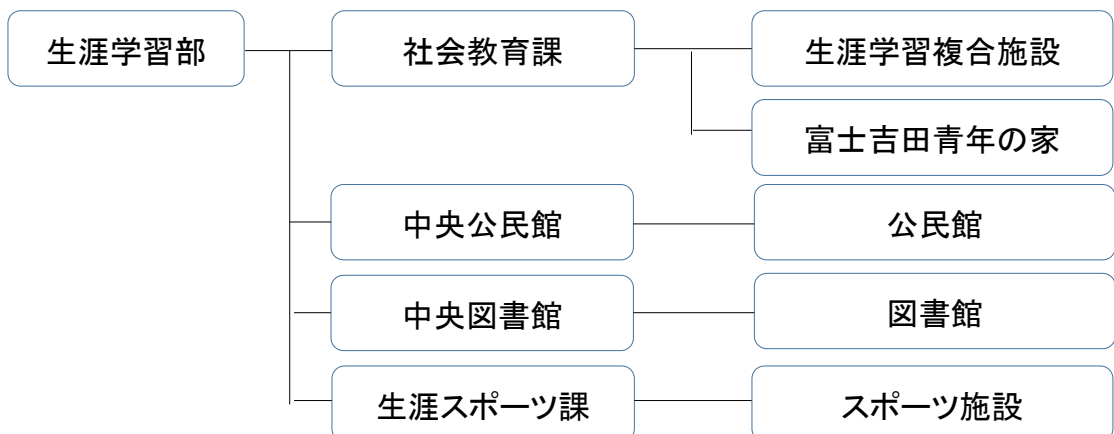 生涯学習部
社会教育課
生涯学習複合施設
富士吉田青年の家
中央公民館
公民館
中央図書館
図書館
生涯スポーツ課
スポーツ施設